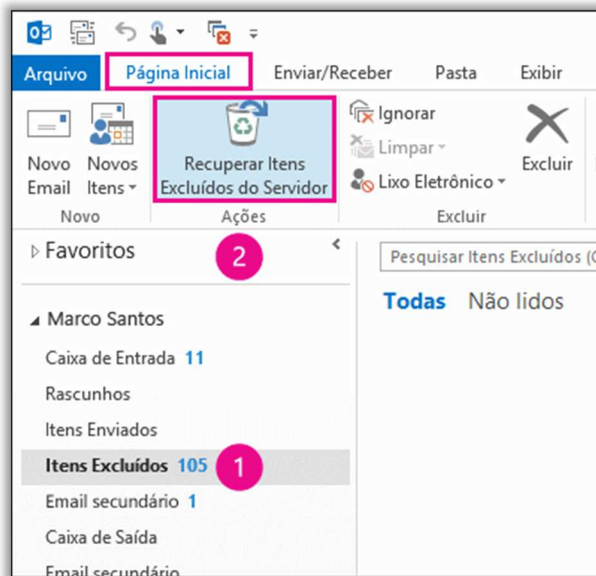 Arquivo
Página Inicial
Enviar/Receber
Pasta
Exibir
Novo
Email
Novos
Itens
Recuperar Itens
Excluídos do Servidor
Ignorar
Limpar
Lixo Eletrônico
Excluir
Novo
Ações
Excluir
Favoritos
2
Pesquisar Itens Excluídos (
Todas Não lidos
Marco Santos
Caixa de Entrada 11
Rascunhos
Itens Enviados
Itens Excluídos 105 1
Email secundário 1
Caixa de Saída
Email secundário